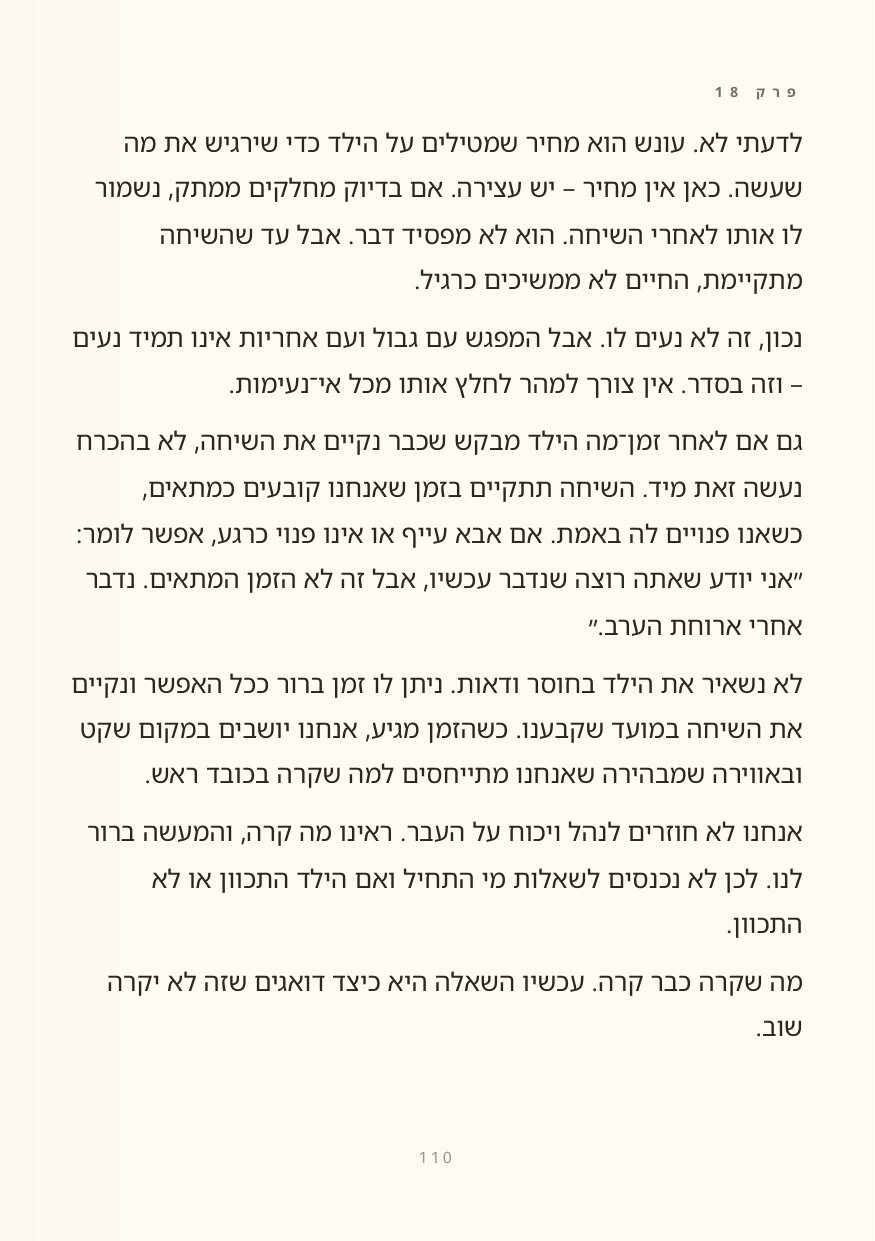 פרק 18
לדעתי לא. עונש הוא מחיר שמטילים על הילד כדי שירגיש את מה
שעשה. כאן אין מחיר – יש עצירה. אם בדיוק מחלקים ממתק, נשמור
לו אותו לאחרי השיחה. הוא לא מפסיד דבר. אבל עד שהשיחה
מתקיימת, החיים לא ממשיכים כרגיל.
נכון, זה לא נעים לו. אבל המפגש עם גבול ועם אחריות אינו תמיד נעים
– וזה בסדר. אין צורך למהר לחלץ אותו מכל אי־נעימות.
גם אם לאחר זמן־מה הילד מבקש שכבר נקיים את השיחה, לא בהכרח
נעשה זאת מיד. השיחה תתקיים בזמן שאנחנו קובעים כמתאים,
כשאנו פנויים לה באמת. אם אבא עייף או אינו פנוי כרגע, אפשר לומר:
״אני יודע שאתה רוצה שנדבר עכשיו, אבל זה לא הזמן המתאים. נדבר
אחרי ארוחת הערב.״
לא נשאיר את הילד בחוסר ודאות. ניתן לו זמן ברור ככל האפשר ונקיים
את השיחה במועד שקבענו. כשהזמן מגיע, אנחנו יושבים במקום שקט
ובאווירה שמבהירה שאנחנו מתייחסים למה שקרה בכובד ראש.
אנחנו לא חוזרים לנהל ויכוח על העבר. ראינו מה קרה, והמעשה ברור
לנו. לכן לא נכנסים לשאלות מי התחיל ואם הילד התכוון או לא
התכוון.
מה שקרה כבר קרה. עכשיו השאלה היא כיצד דואגים שזה לא יקרה
שוב.
110